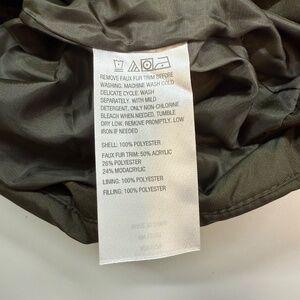 REMOVE FAUX FUR TRIM BEFORE
WASHING. MACHINE WASH COLD
DELICATE CYCLE. WASH
SEPARATELY. WITH MILD
DETERGENT, ONLY NON-CHLORINE
BLEACH WHEN NEEDED, TUMBLE
DRY LOW. REMOVE PROMPTLY. LOW
IRON IF NEEDED
SHELL: 100% POLYESTER
FAUX FUR TRIM: 50% ACRYLIC
26% POLYESTER
24% MODACRYLIC
LINING: 100% POLYESTER
FILLING: 100% POLYESTER